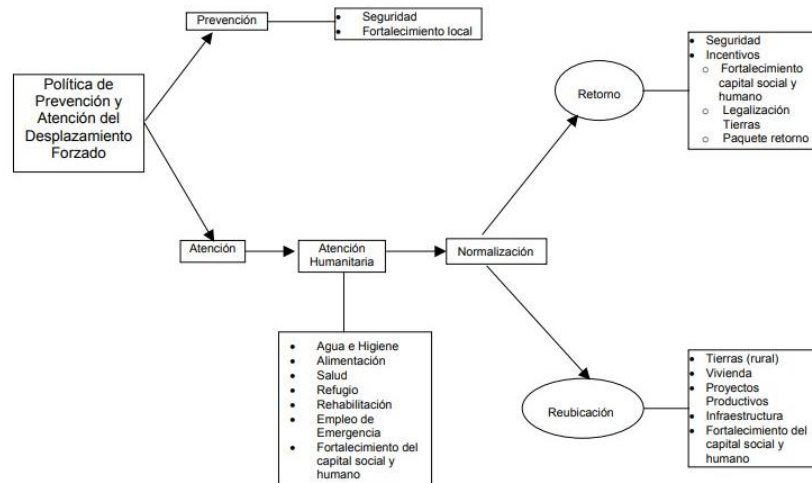 Política de
Prevención y
Atención del
Desplazamiento
Forzado
Prevención
• Seguridad
• Fortalecimiento local
Atención
Atención
Humanitaria
• Agua e Higiene
• Alimentación
• Salud
• Refugio
• Rehabilitación
• Empleo de
Emergencia
• Fortalecimiento del
capital social y
humano
Normalización
Retorno
• Seguridad
• Incentivos
o Fortalecimiento
capital social y
humano
o Legalización
Tierras
o Paquete retorno
Reubicación
• Tierras (rural)
• Vivienda
• Proyectos
Productivos
• Infraestructura
• Fortalecimiento del
capital social y
humano